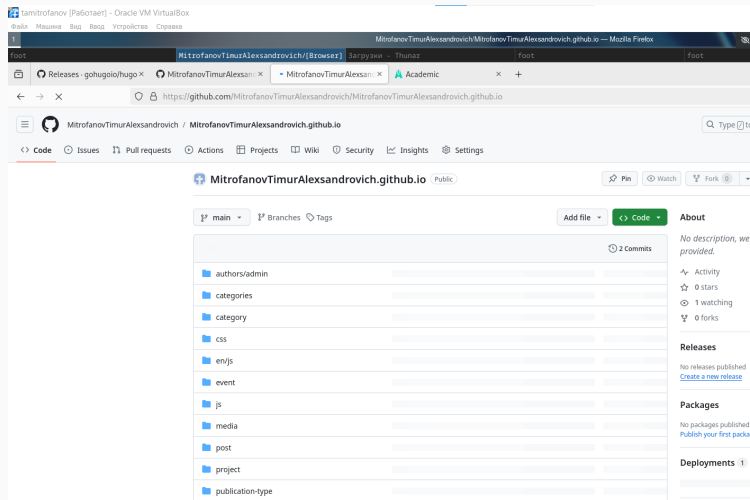 tamitrofanov [Работает] - Oracle VM VirtualBox
Файл Машина Вид Ввод Устройства Справка
1 MitrofanovTimurAlexsandrovich/MitrofanovTimurAlexsandrovich.github.io — Mozilla Firefox
foot MitrofanovTimurAlexsandrovich/[Browser] Загрузки - Thunar foot foot
Releases · gohugoio/hugo × MitrofanovTimurAlexsan × MitrofanovTimurAlexsan × Academic × +
https://github.com/MitrofanovTimurAlexsandrovich/MitrofanovTimurAlexsandrovich.github.io
MitrofanovTimurAlexsandrovich / MitrofanovTimurAlexsandrovich.github.io Type / to
Code Issues Pull requests Actions Projects Wiki Security Insights Settings
MitrofanovTimurAlexsandrovich.github.io Public Pin Watch Fork 0
main Branches Tags Add file Code About
No description, we
provided.
2 Commits
authors/admin
categories
category
css
en/js
event
js
media
post
project
publication-type
Activity
0 stars
1 watching
0 forks
Releases
No releases published
Create a new release
Packages
No packages published
Publish your first packa
Deployments 1